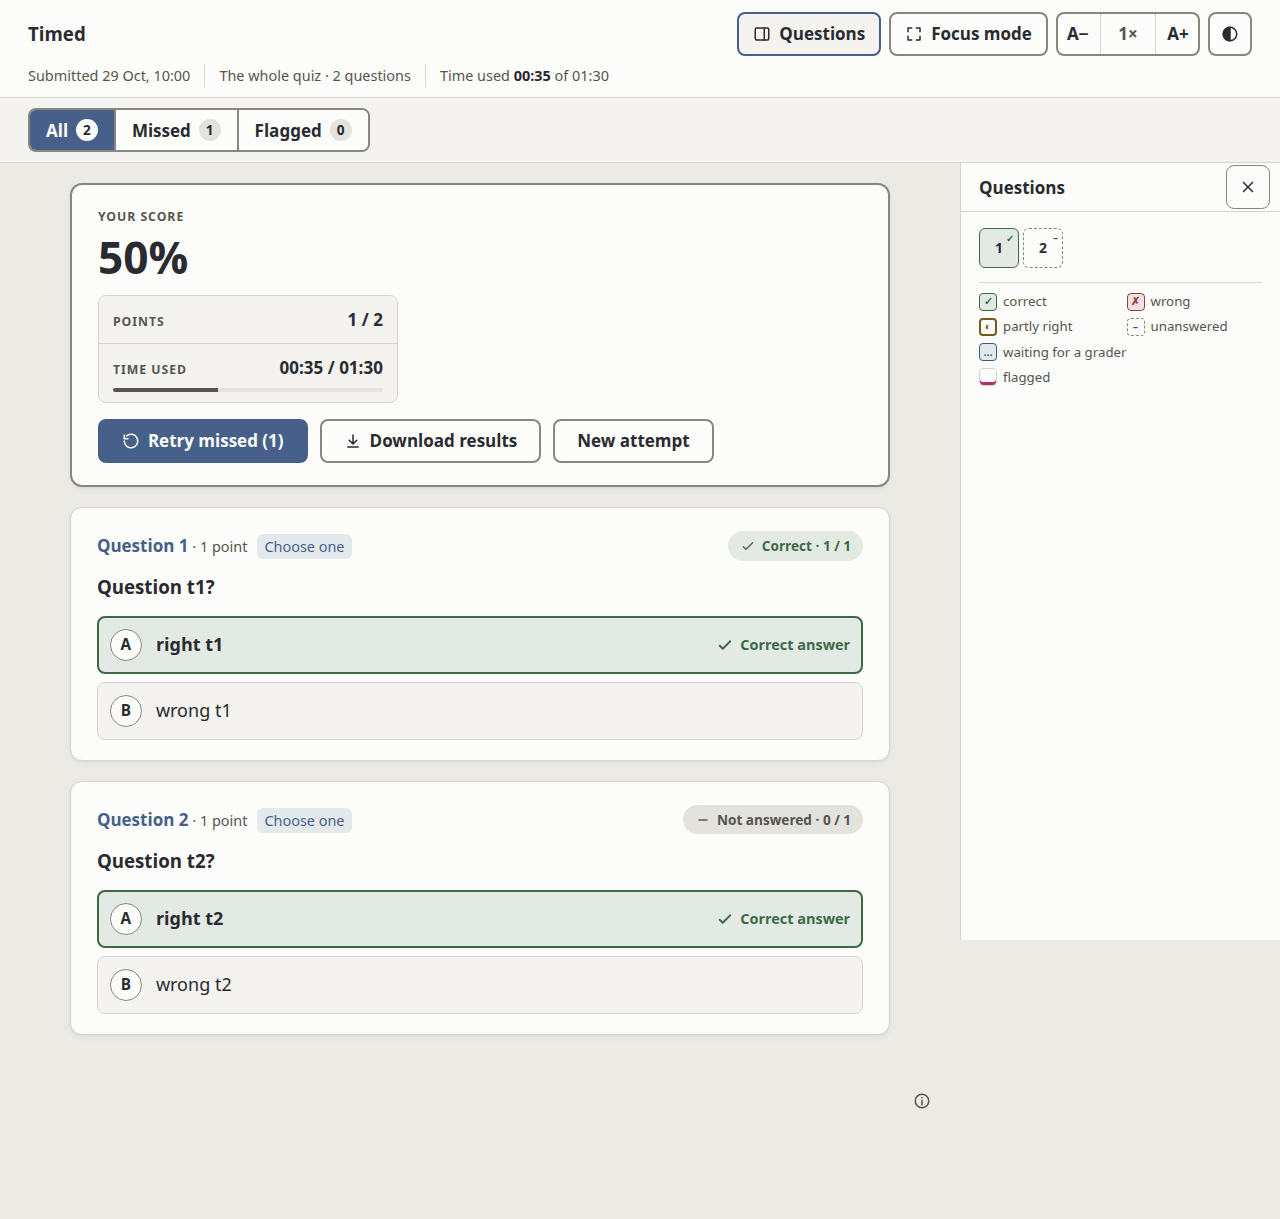 Timed
Questions
Focus mode
A−
1×
A+
Submitted 29 Oct, 10:00
The whole quiz · 2 questions
Time used 00:35 of 01:30
All 2
Missed 1
Flagged 0
YOUR SCORE
50%
POINTS 1 / 2
TIME USED 00:35 / 01:30
Retry missed (1)
Download results
New attempt
Question 1 · 1 point Choose one
✓ Correct · 1 / 1
Question t1?
A right t1 ✓ Correct answer
B wrong t1
Question 2 · 1 point Choose one
– Not answered · 0 / 1
Question t2?
A right t2 ✓ Correct answer
B wrong t2
Questions
1 ✓ 2 –
✓ correct
✗ wrong
partly right
– unanswered
… waiting for a grader
flagged